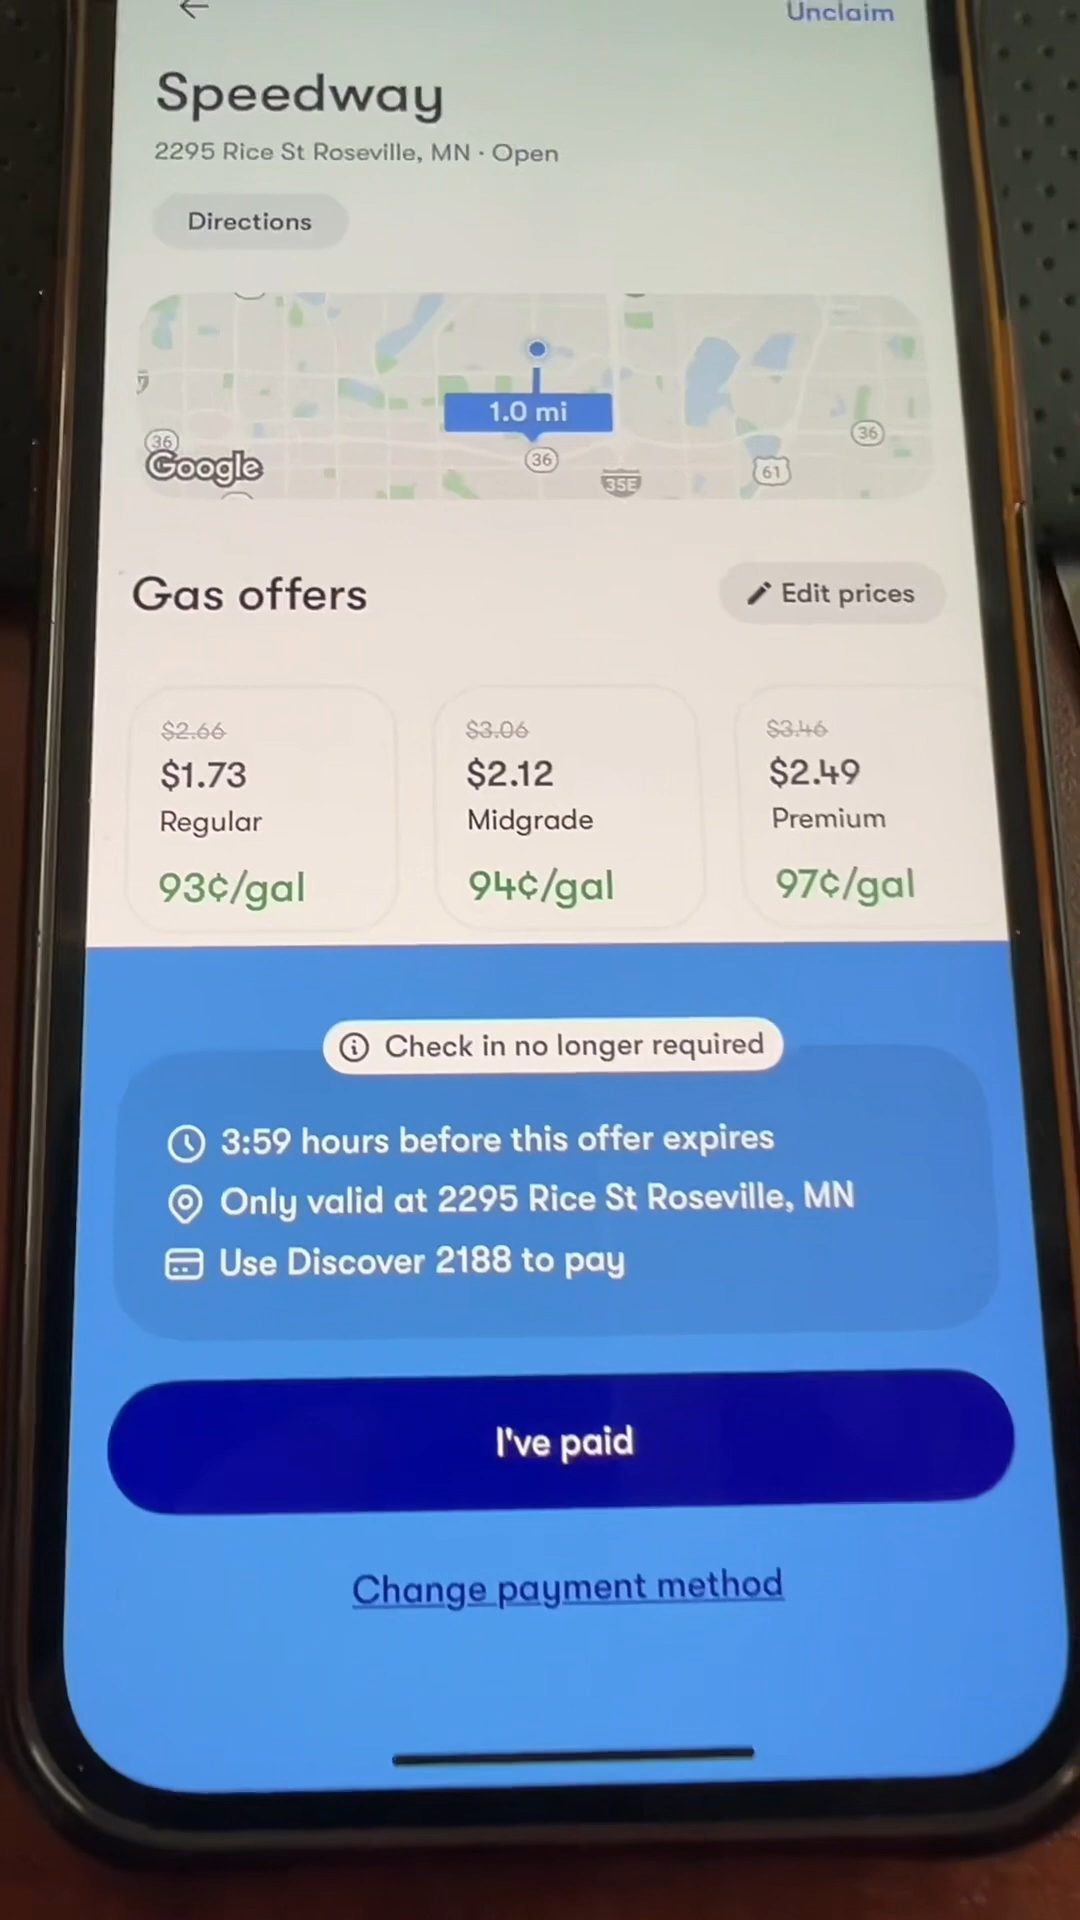 Unclaim
Speedway
2295 Rice St Roseville, MN · Open
Directions
1.0 mi
36
36
36
Google
35E
61
Gas offers
Edit prices
$2.66
$3.06
$3.46
$1.73
$2.12
$2.49
Regular
Midgrade
Premium
93¢/gal
94¢/gal
97¢/gal
Check in no longer required
3:59 hours before this offer expires
Only valid at 2295 Rice St Roseville, MN
Use Discover 2188 to pay
I've paid
Change payment method